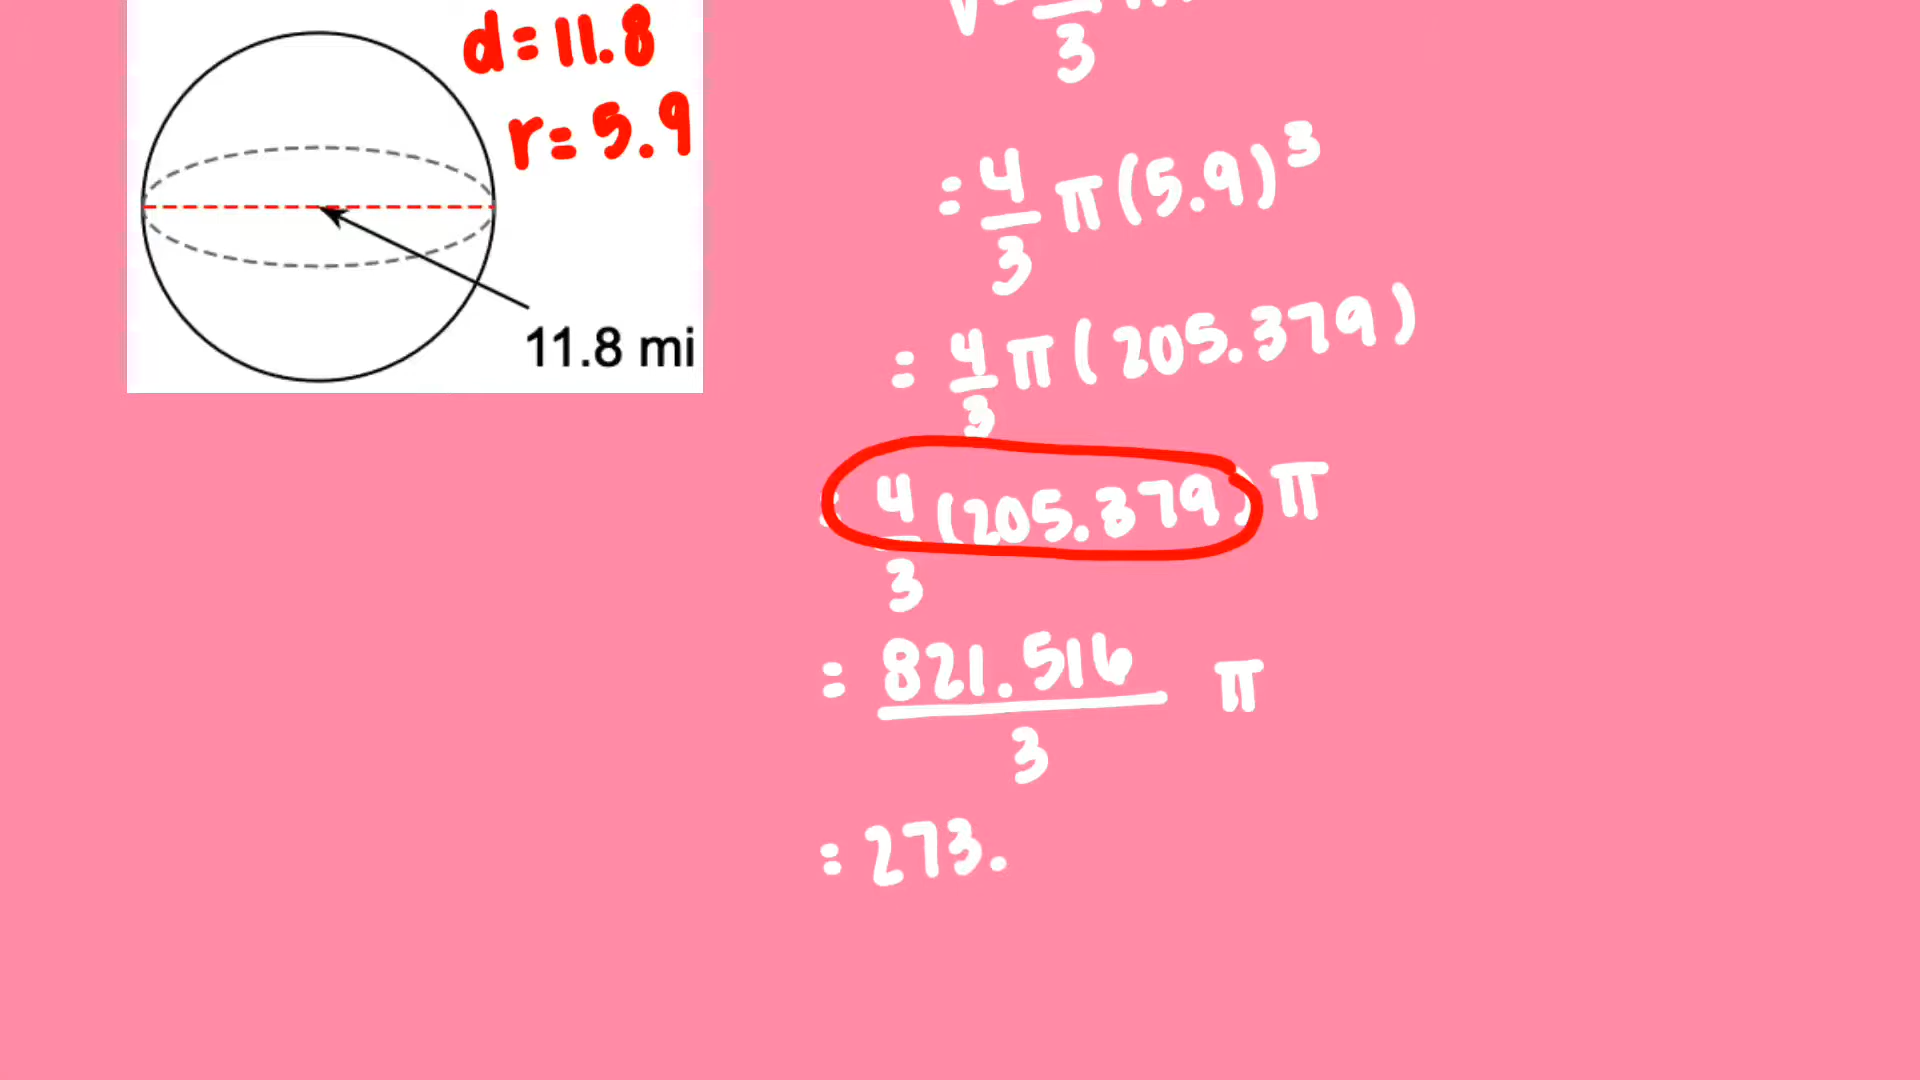 d=11.8
r=5.9
11.8 mi
3
=4/3 π(5.9)³
= 4/3 π(205.379)
= 4/3 (205.379) π
= 821.516/3 π
= 273.